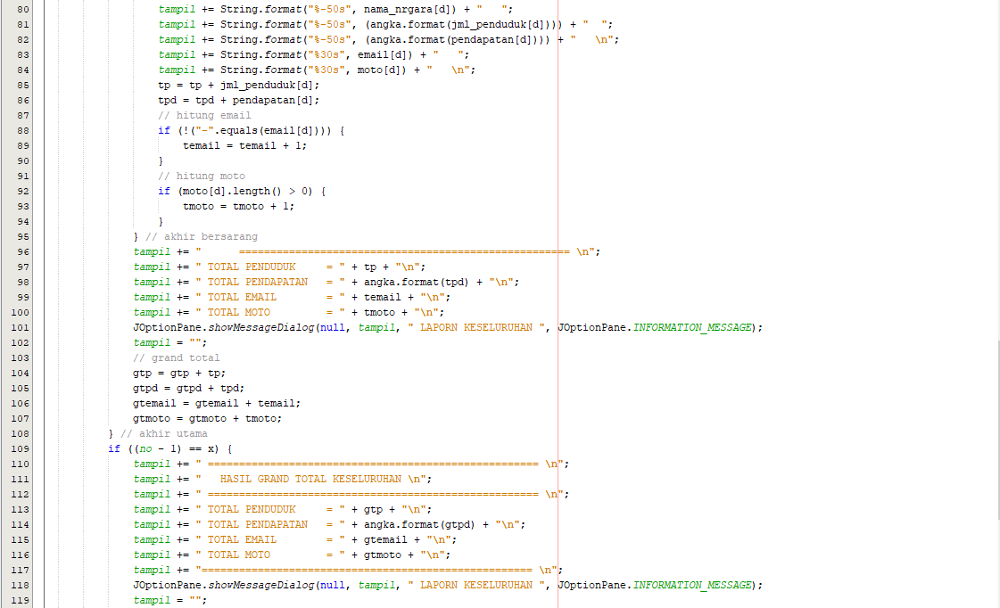 80 tampil += String.format("%-50s", nama_nrgara[d]) + "   ";
81 tampil += String.format("%-50s", (angka.format(jml_penduduk[d]))) + "  ";
82 tampil += String.format("%-50s", (angka.format(pendapatan[d]))) + "   \n";
83 tampil += String.format("%30s", email[d]) + "   ";
84 tampil += String.format("%30s", moto[d]) + "   \n";
85 tp = tp + jml_penduduk[d];
86 tpd = tpd + pendapatan[d];
87 // hitung email
88 if (!("-".equals(email[d]))) {
89 temail = temail + 1;
90 }
91 // hitung moto
92 if (moto[d].length() > 0) {
93 tmoto = tmoto + 1;
94 }
95 } // akhir bersarang
96 tampil += "      ===================================================== \n";
97 tampil += " TOTAL PENDUDUK     = " + tp + "\n";
98 tampil += " TOTAL PENDAPATAN   = " + angka.format(tpd) + "\n";
99 tampil += " TOTAL EMAIL        = " + temail + "\n";
100 tampil += " TOTAL MOTO         = " + tmoto + "\n";
101 JOptionPane.showMessageDialog(null, tampil, " LAPORN KESELURUHAN ", JOptionPane.INFORMATION_MESSAGE);
102 tampil = "";
103 // grand total
104 gtp = gtp + tp;
105 gtpd = gtpd + tpd;
106 gtemail = gtemail + temail;
107 gtmoto = gtmoto + tmoto;
108 } // akhir utama
109 if ((no - 1) == x) {
110 tampil += " ===================================================== \n";
111 tampil += "   HASIL GRAND TOTAL KESELURUHAN \n";
112 tampil += " ===================================================== \n";
113 tampil += " TOTAL PENDUDUK     = " + gtp + "\n";
114 tampil += " TOTAL PENDAPATAN   = " + angka.format(gtpd) + "\n";
115 tampil += " TOTAL EMAIL        = " + gtemail + "\n";
116 tampil += " TOTAL MOTO         = " + gtmoto + "\n";
117 tampil += "===================================================== \n";
118 JOptionPane.showMessageDialog(null, tampil, " LAPORN KESELURUHAN ", JOptionPane.INFORMATION_MESSAGE);
119 tampil = "";